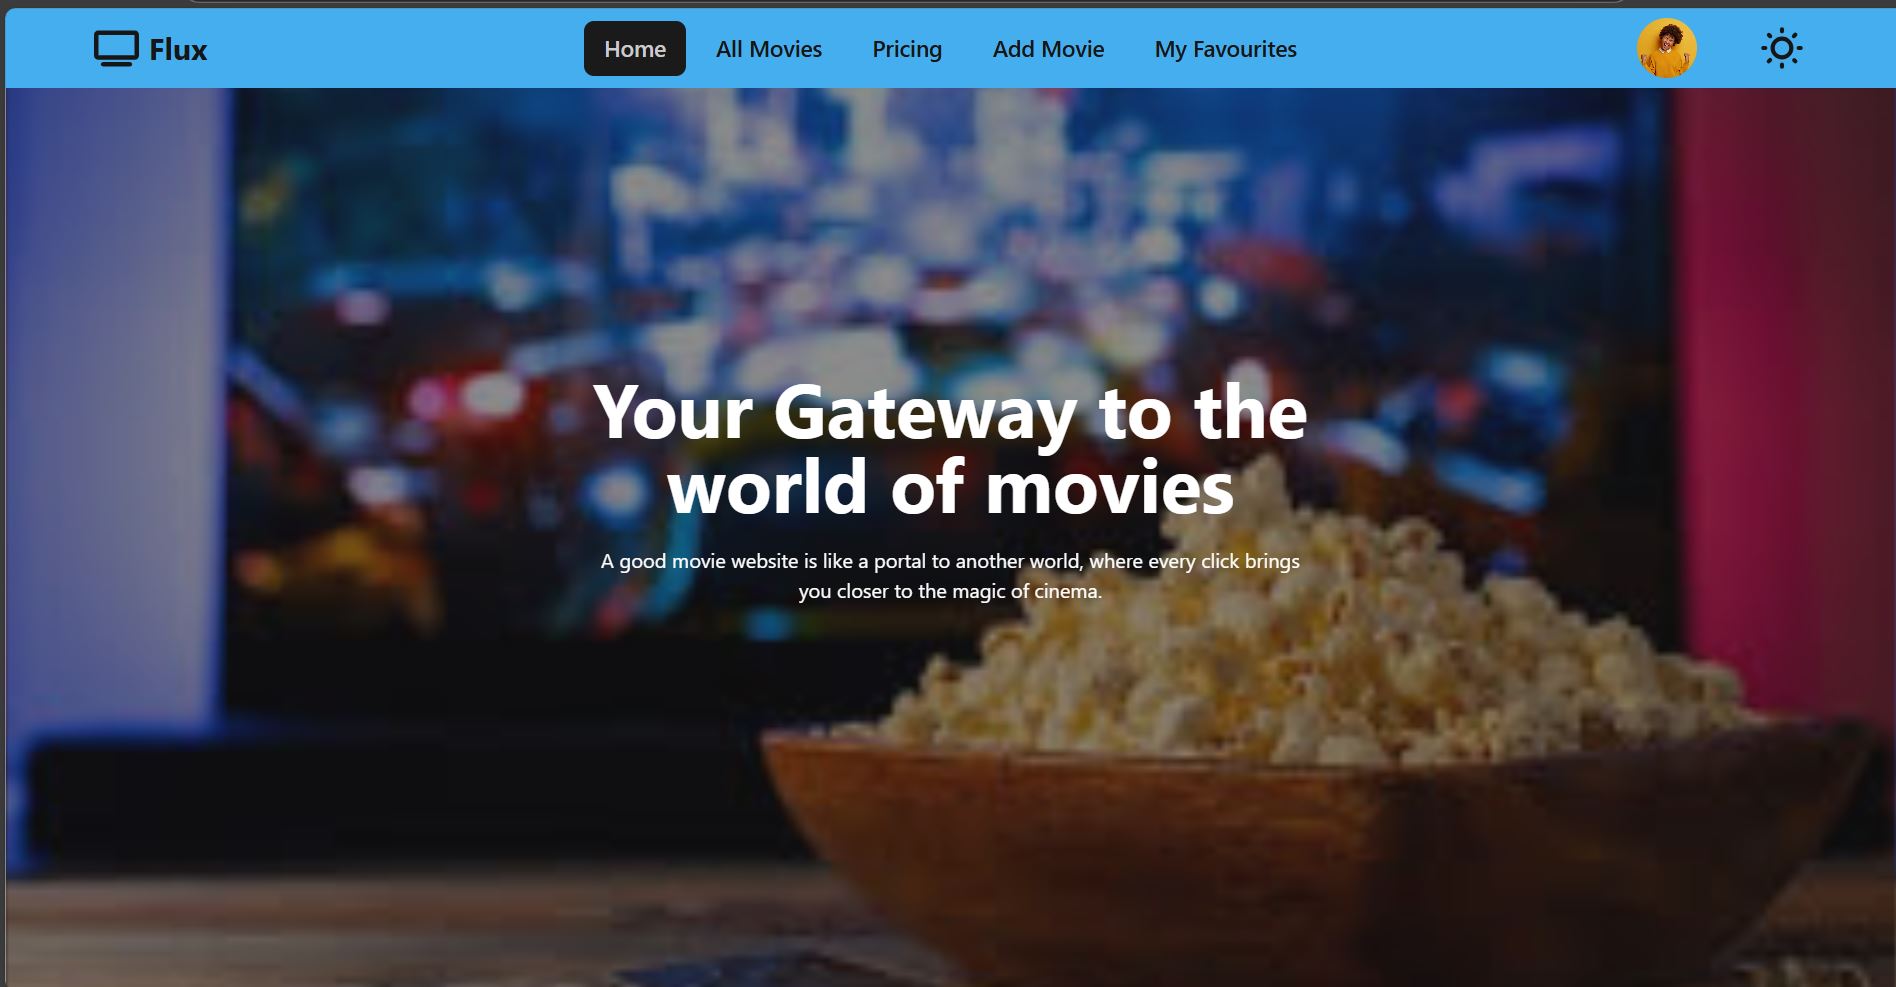 Flux
Home
All Movies
Pricing
Add Movie
My Favourites
Your Gateway to the
world of movies
A good movie website is like a portal to another world, where every click brings
you closer to the magic of cinema.